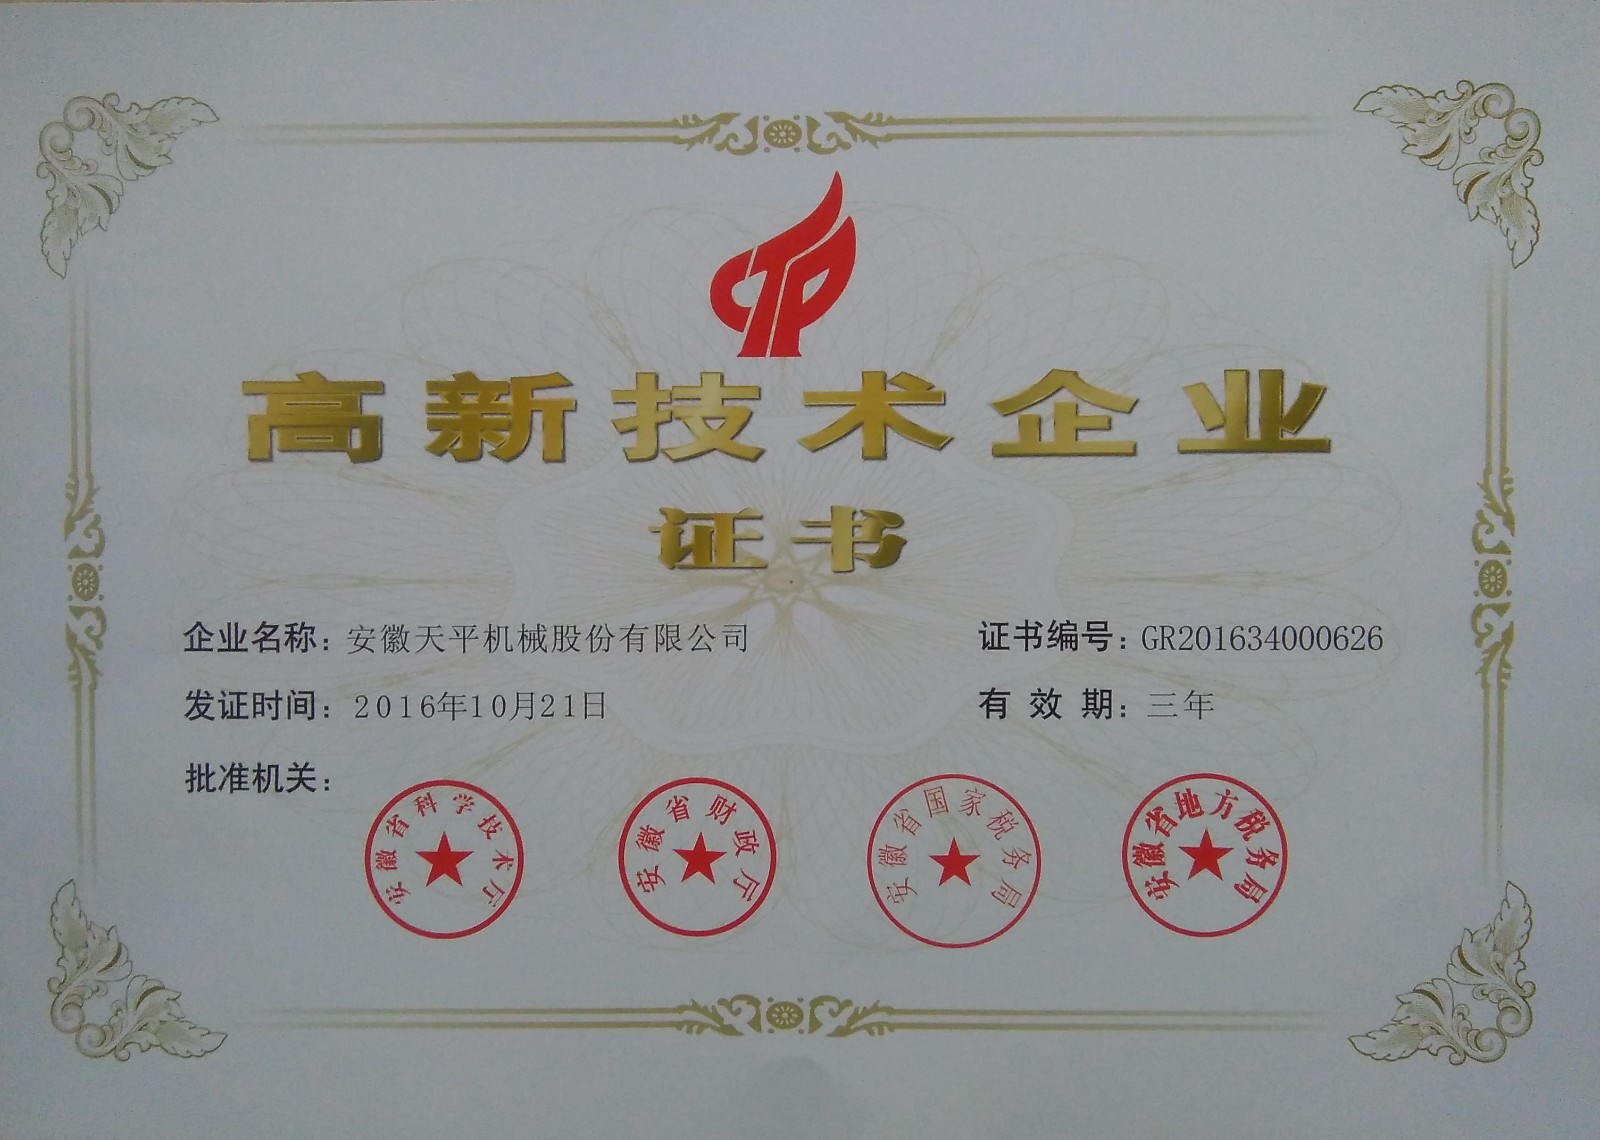 高新技术企业
证书
企业名称：安徽天平机械股份有限公司
证书编号：GR201634000626
发证时间：2016年10月21日
有效期：三年
批准机关：
安徽省科学技术厅
安徽省财政厅
安徽省国家税务局
安徽省地方税务局